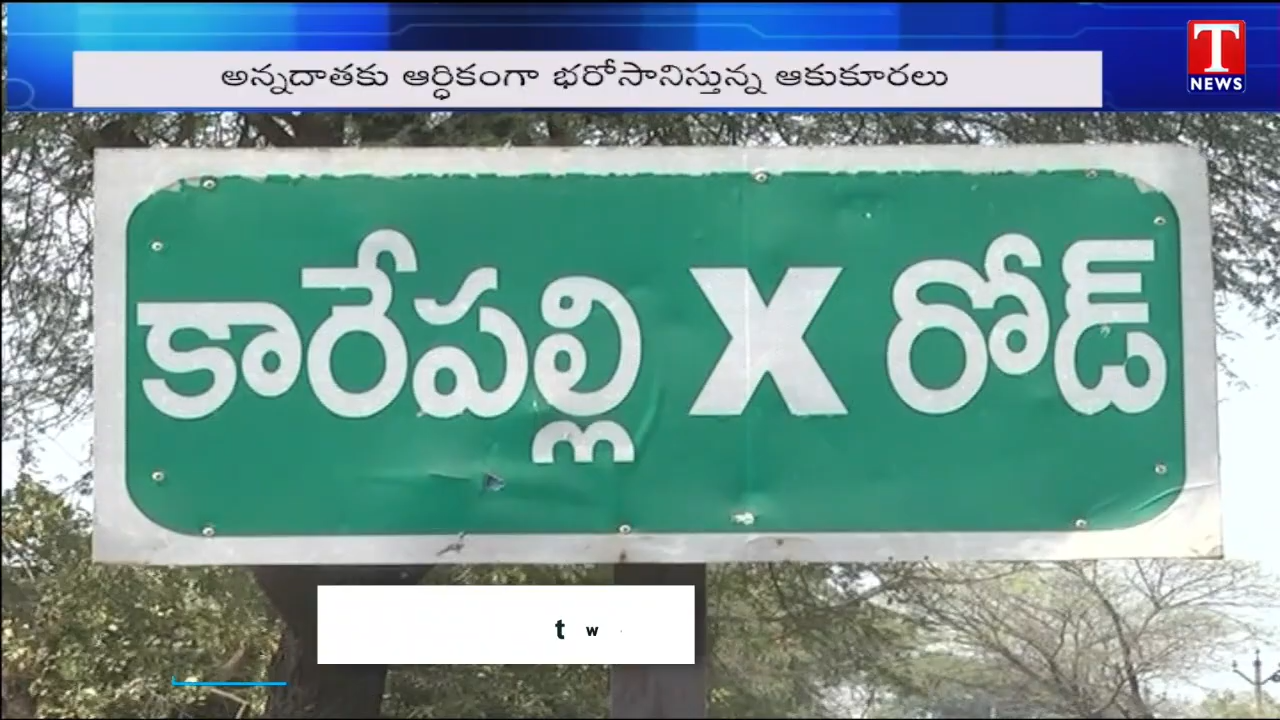 అన్నదాతకు ఆర్ధికంగా భరోసానిస్తున్న ఆకుకూరలు
T
NEWS
కారేపల్లి X రోడ్
t w